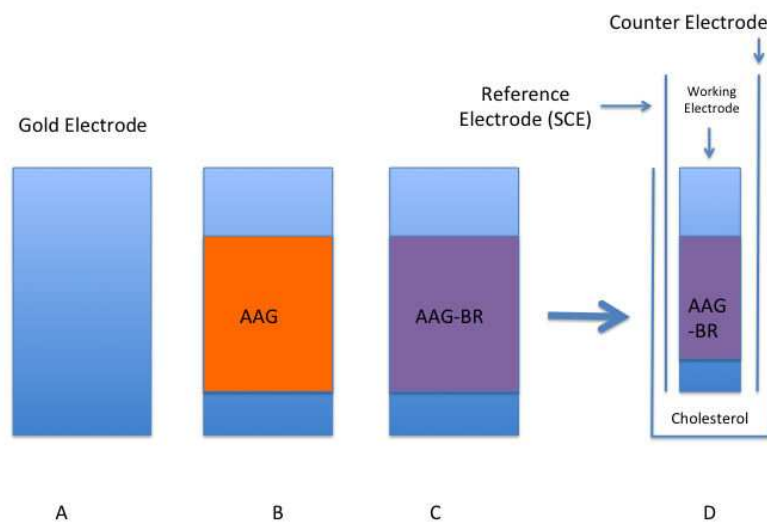 Counter Electrode
Reference
Electrode (SCE)
Working
Electrode
Gold Electrode
AAG
AAG-BR
AAG
-BR
Cholesterol
A
B
C
D